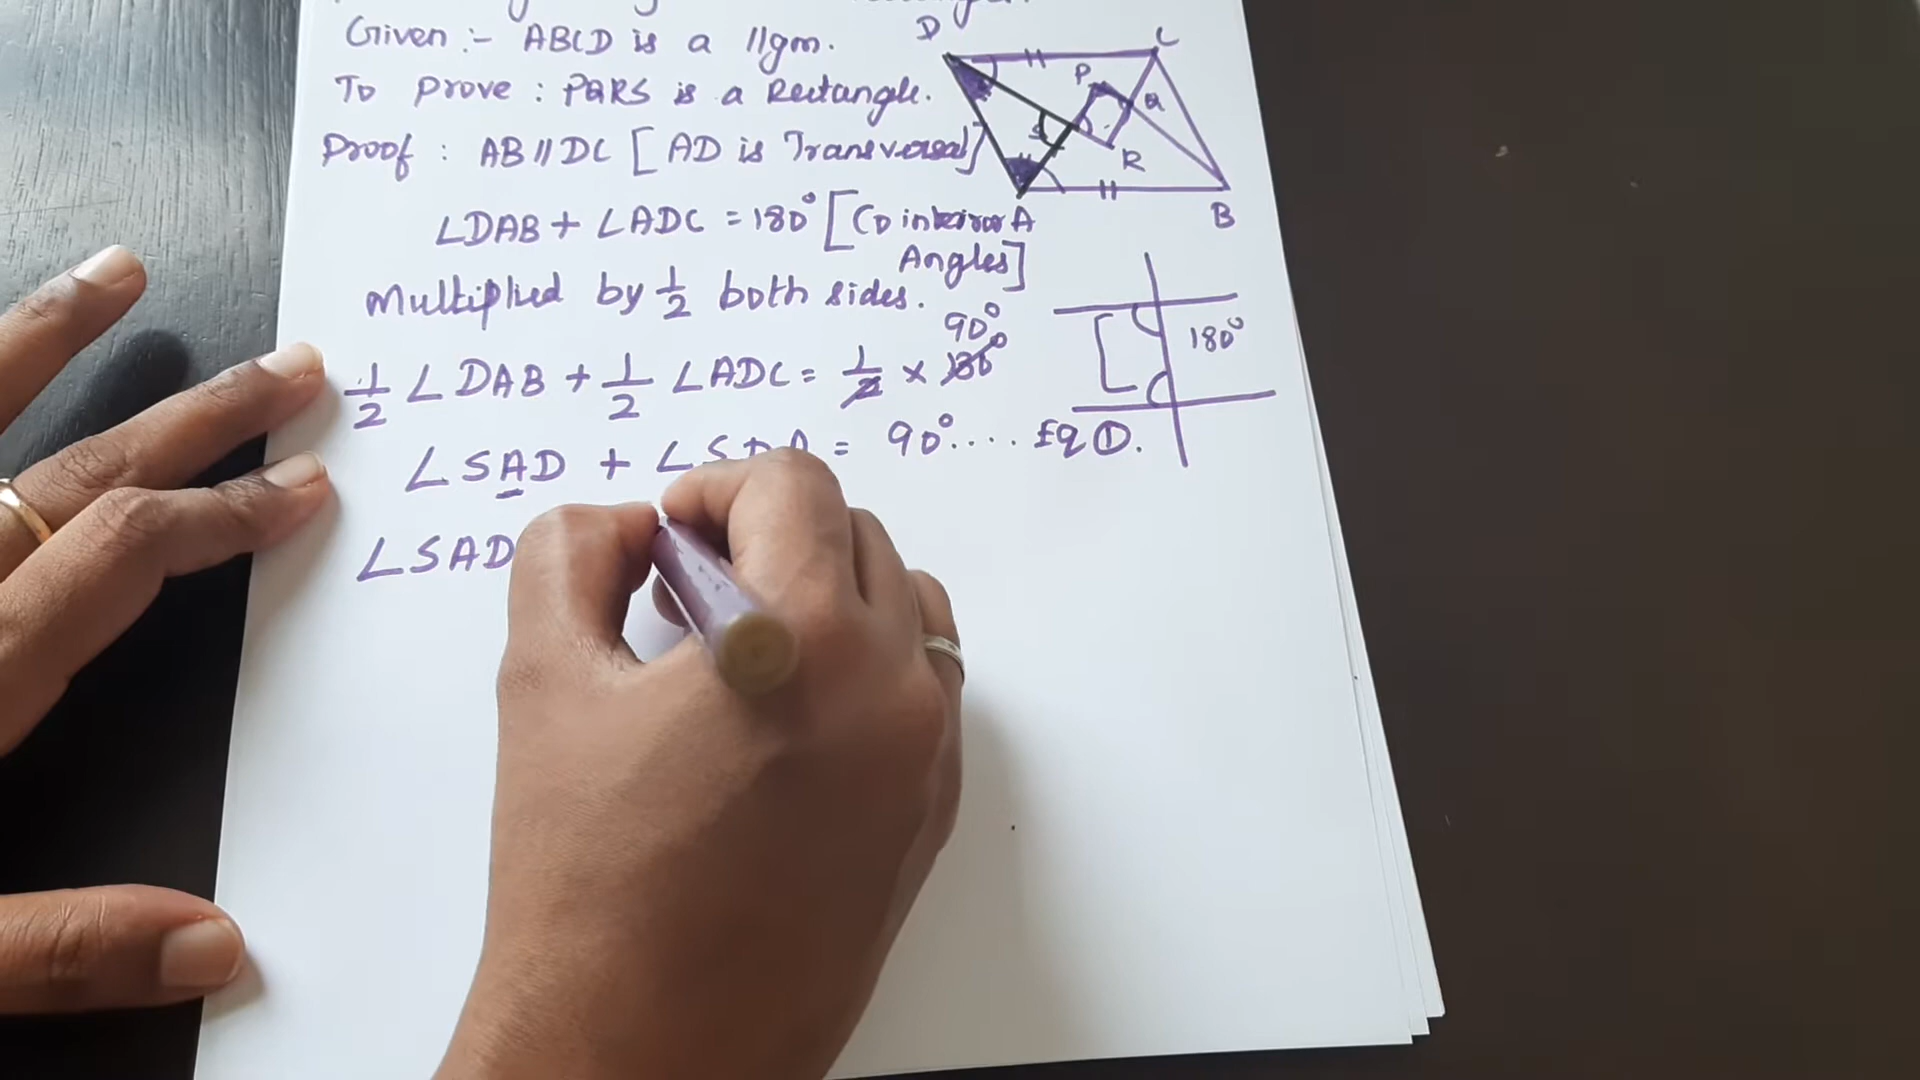 Given :- ABCD is a //gm.
To prove : PQRS is a Rectangle.
Proof : AB // DC [ AD is Transversal ]
∠DAB + ∠ADC = 180° [ Co interior
Angles ]
Multiplied by 1/2 both sides.
90°
1/2 ∠DAB + 1/2 ∠ADC = 1/2 × 180°
∠SAD + ∠SDA = 90° .... Eq ①.
∠SAD
D
C
P
Q
S
R
A
B
180°